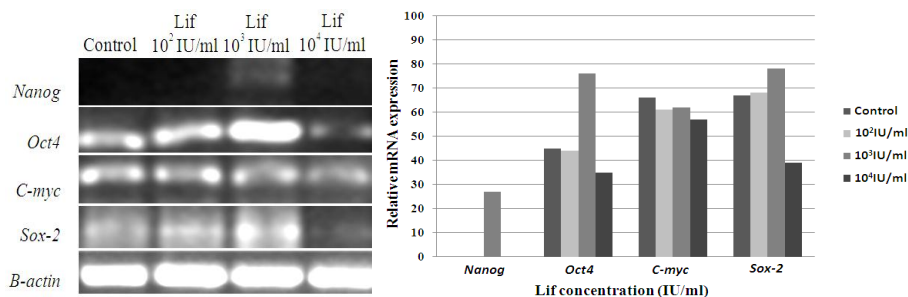 Control
Lif
10² IU/ml
Lif
10³ IU/ml
Lif
10⁴ IU/ml
Nanog
Oct4
C-myc
Sox-2
B-actin
Relative mRNA expression
100
90
80
70
60
50
40
30
20
10
0
Nanog
Oct4
C-myc
Sox-2
Lif concentration (IU/ml)
Control
10²IU/ml
10³IU/ml
10⁴IU/ml